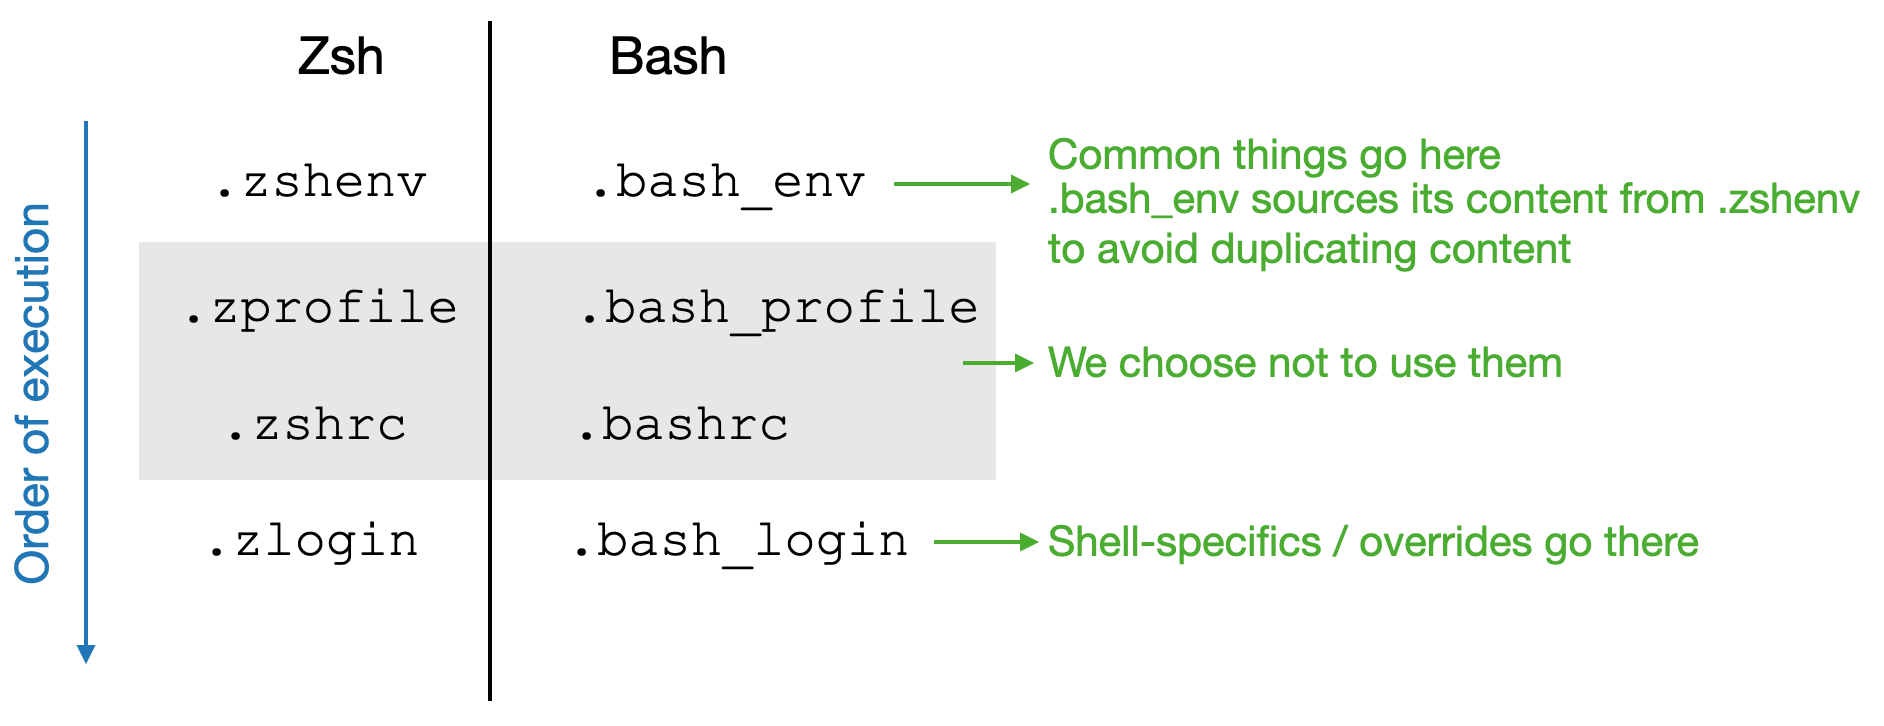 Zsh
Bash
Order of execution
.zshenv
.bash_env
Common things go here
.bash_env sources its content from .zshenv
to avoid duplicating content
.zprofile
.bash_profile
We choose not to use them
.zshrc
.bashrc
.zlogin
.bash_login
Shell-specifics / overrides go there